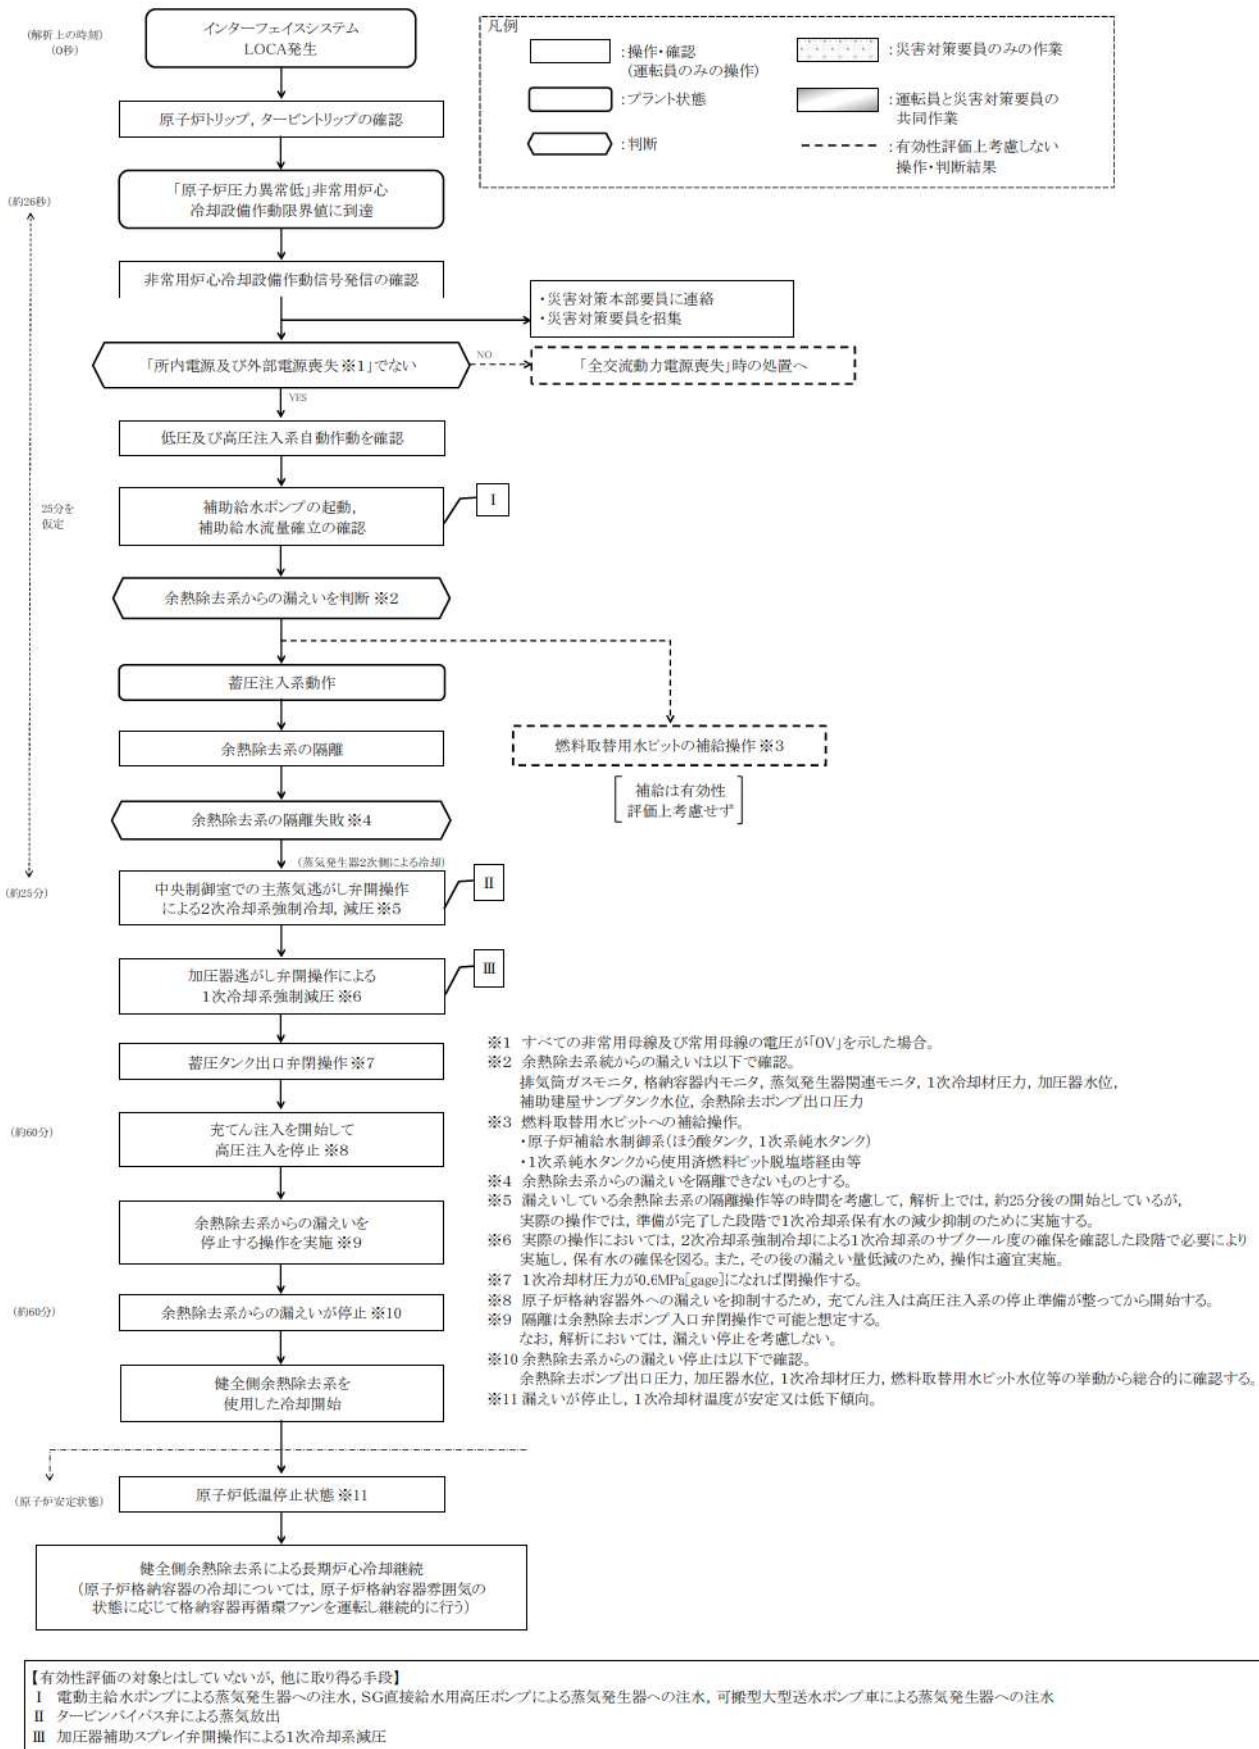 (解析上の時刻)
(0秒)
インターフェイスシステム
LOCA発生
凡例
:操作・確認
(運転員のみの操作)
:災害対策要員のみの作業
:プラント状態
:運転員と災害対策要員の
共同作業
:判断
:有効性評価上考慮しない
操作・判断結果
原子炉トリップ, タービントリップの確認
(約26秒)
「原子炉圧力異常低」非常用炉心
冷却設備作動限界値に到達
非常用炉心冷却設備作動信号発信の確認
・災害対策本部要員に連絡
・災害対策要員を招集
「所内電源及び外部電源喪失※1」でない
NO
「全交流動力電源喪失」時の処置へ
YES
低圧及び高圧注入系自動作動を確認
25分を
仮定
補助給水ポンプの起動,
補助給水流量確立の確認
I
余熱除去系からの漏えいを判断※2
蓄圧注入系動作
余熱除去系の隔離
燃料取替用水ピットの補給操作※3
補給は有効性
評価上考慮せず
余熱除去系の隔離失敗※4
(蒸気発生器2次側による冷却)
(約25分)
中央制御室での主蒸気逃がし弁開操作
による2次冷却系強制冷却, 減圧※5
II
加圧器逃がし弁開操作による
1次冷却系強制減圧※6
III
蓄圧タンク出口弁閉操作※7
(約60分)
充てん注入を開始して
高圧注入を停止※8
余熱除去系からの漏えいを
停止する操作を実施※9
(約60分)
余熱除去系からの漏えいが停止※10
健全側余熱除去系を
使用した冷却開始
(原子炉安定状態)
原子炉低温停止状態※11
健全側余熱除去系による長期炉心冷却継続
(原子炉格納容器の冷却については, 原子炉格納容器雰囲気の
状態に応じて格納容器再循環ファンを運転し継続的に行う)
※1 すべての非常用母線及び常用母線の電圧が「0V」を示した場合。
※2 余熱除去系統からの漏えいは以下で確認。
排気筒ガスモニタ, 格納容器内モニタ, 蒸気発生器関連モニタ, 1次冷却材圧力, 加圧器水位,
補助建屋サンプタンク水位, 余熱除去ポンプ出口圧力
※3 燃料取替用水ピットへの補給操作。
・原子炉補給水制御系(ほう酸タンク, 1次系純水タンク)
・1次系純水タンクから使用済燃料ピット脱塩塔経由等
※4 余熱除去系からの漏えいを隔離できないものとする。
※5 漏えいしている余熱除去系の隔離操作等の時間を考慮して, 解析上では, 約25分後の開始としているが,
実際の操作では, 準備が完了した段階で1次冷却系保有水の減少抑制のために実施する。
※6 実際の操作においては, 2次冷却系強制冷却による1次冷却系のサブクール度の確保を確認した段階で必要により
実施し, 保有水の確保を図る。また, その後の漏えい量低減のため, 操作は適宜実施。
※7 1次冷却材圧力が0.6MPa[gage]になれば閉操作する。
※8 原子炉格納容器外への漏えいを抑制するため, 充てん注入は高圧注入系の停止準備が整ってから開始する。
※9 隔離は余熱除去ポンプ入口弁閉操作で可能と想定する。
なお, 解析においては, 漏えい停止を考慮しない。
※10 余熱除去系からの漏えい停止は以下で確認。
余熱除去ポンプ出口圧力, 加圧器水位, 1次冷却材圧力, 燃料取替用水ピット水位等の挙動から総合的に確認する。
※11 漏えいが停止し, 1次冷却材温度が安定又は低下傾向。
【有効性評価の対象とはしていないが, 他に取り得る手段】
I 電動主給水ポンプによる蒸気発生器への注水, SG直接給水用高圧ポンプによる蒸気発生器への注水, 可搬型大型送水ポンプ車による蒸気発生器への注水
II タービンバイパス弁による蒸気放出
III 加圧器補助スプレイ弁開操作による1次冷却系減圧